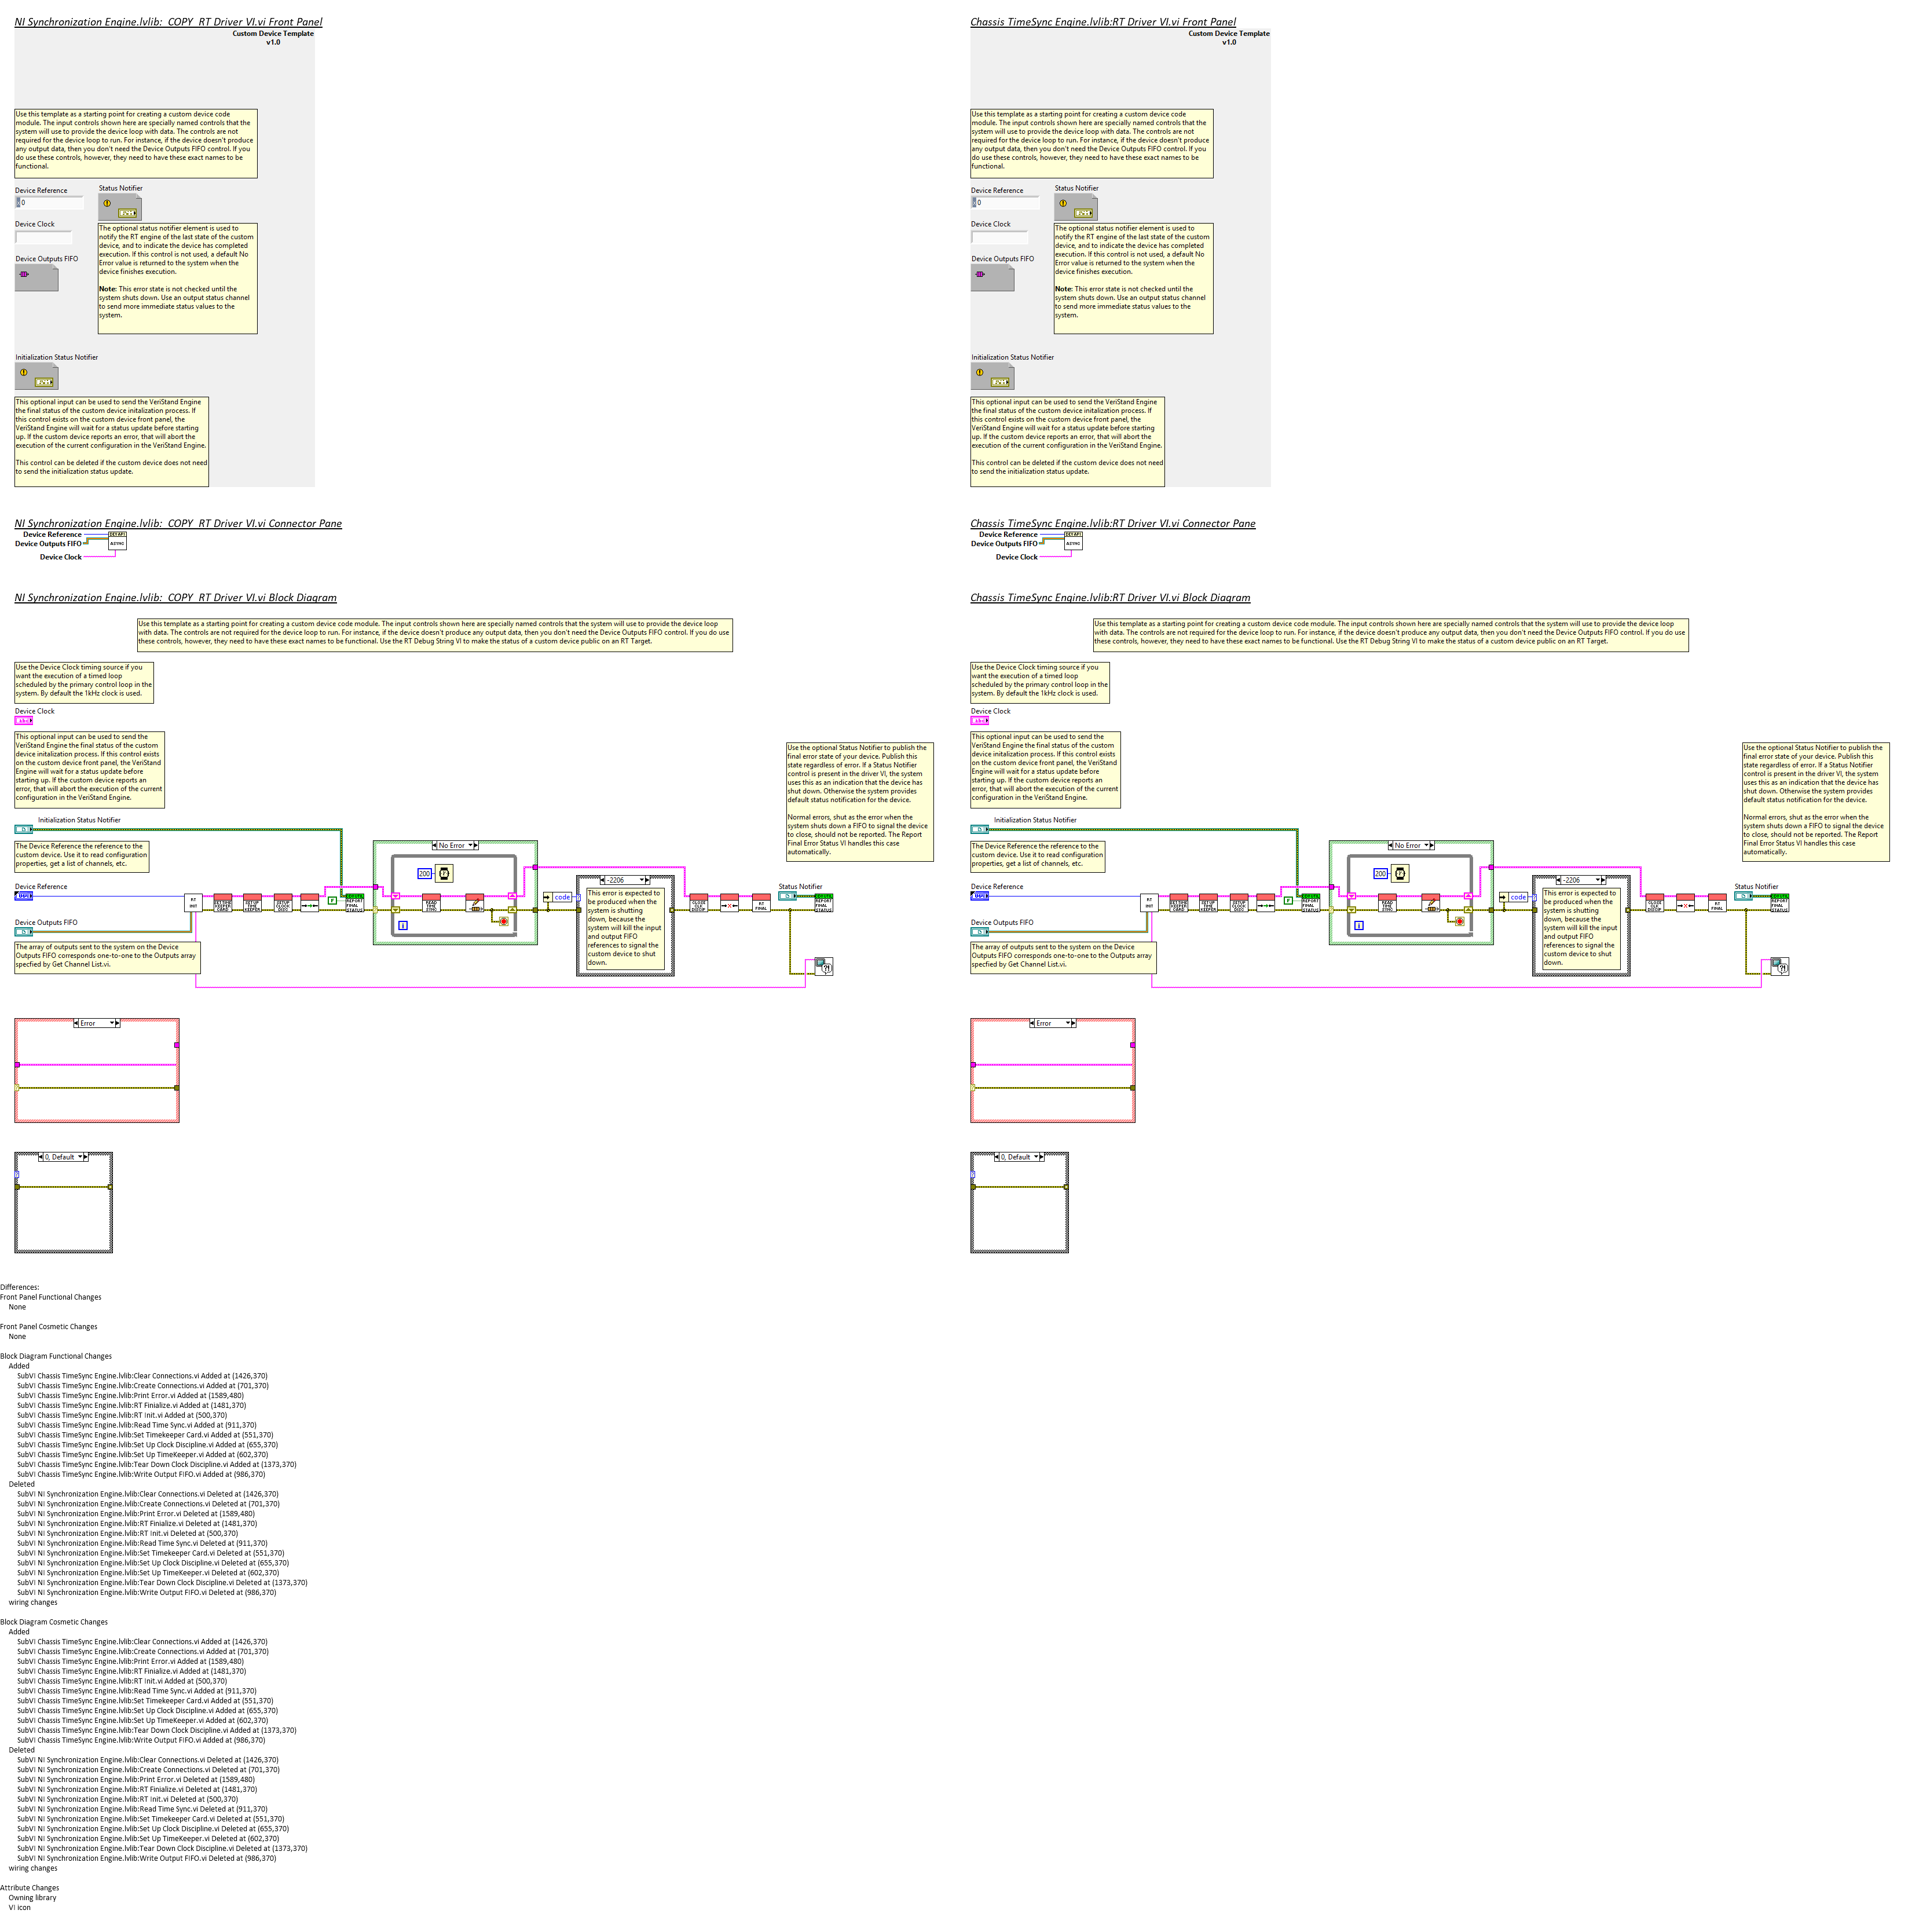 NI Synchronization Engine.lvlib:_COPY_RT Driver VI.vi Front Panel
Custom Device Template
v1.0
Use this template as a starting point for creating a custom device code
module. The input controls shown here are specially named controls that the
system will use to provide the device loop with data. The controls are not
required for the device loop to run. For instance, if the device doesn't produce
any output data, then you don't need the Device Outputs FIFO control. If you
do use these controls, however, they need to have these exact names to be
functional.
Device Reference
Status Notifier
0
Device Clock
The optional status notifier element is used to
notify the RT engine of the last state of the custom
device, and to indicate the device has completed
execution. If this control is not used, a default No
Error value is returned to the system when the
device finishes execution.
Device Outputs FIFO
Note: This error state is not checked until the
system shuts down. Use an output status channel
to send more immediate status values to the
system.
Initialization Status Notifier
This optional input can be used to send the VeriStand Engine
the final status of the custom device initalization process. If
this control exists on the custom device front panel, the
VeriStand Engine will wait for a status update before starting
up. If the custom device reports an error, that will abort the
execution of the current configuration in the VeriStand Engine.
This control can be deleted if the custom device does not need
to send the initialization status update.
Chassis TimeSync Engine.lvlib:RT Driver VI.vi Front Panel
Custom Device Template
v1.0
Use this template as a starting point for creating a custom device code
module. The input controls shown here are specially named controls that the
system will use to provide the device loop with data. The controls are not
required for the device loop to run. For instance, if the device doesn't produce
any output data, then you don't need the Device Outputs FIFO control. If you
do use these controls, however, they need to have these exact names to be
functional.
Device Reference
Status Notifier
0
Device Clock
The optional status notifier element is used to
notify the RT engine of the last state of the custom
device, and to indicate the device has completed
execution. If this control is not used, a default No
Error value is returned to the system when the
device finishes execution.
Device Outputs FIFO
Note: This error state is not checked until the
system shuts down. Use an output status channel
to send more immediate status values to the
system.
Initialization Status Notifier
This optional input can be used to send the VeriStand Engine
the final status of the custom device initalization process. If
this control exists on the custom device front panel, the
VeriStand Engine will wait for a status update before starting
up. If the custom device reports an error, that will abort the
execution of the current configuration in the VeriStand Engine.
This control can be deleted if the custom device does not need
to send the initialization status update.
NI Synchronization Engine.lvlib:_COPY_RT Driver VI.vi Connector Pane
Device Reference
Device Outputs FIFO
Device Clock
ASYNC
Chassis TimeSync Engine.lvlib:RT Driver VI.vi Connector Pane
Device Reference
Device Outputs FIFO
Device Clock
ASYNC
NI Synchronization Engine.lvlib:_COPY_RT Driver VI.vi Block Diagram
Use this template as a starting point for creating a custom device code module. The input controls shown here are specially named controls that the system will use to provide the device loop
with data. The controls are not required for the device loop to run. For instance, if the device doesn't produce any output data, then you don't need the Device Outputs FIFO control. If you do use
these controls, however, they need to have these exact names to be functional. Use the RT Debug String VI to make the status of a custom device public on an RT Target.
Use the Device Clock timing source if you
want the execution of a timed loop
scheduled by the primary control loop in the
system. By default the 1kHz clock is used.
Device Clock
abc
This optional input can be used to send the
VeriStand Engine the final status of the custom
device initalization process. If this control exists
on the custom device front panel, the VeriStand
Engine will wait for a status update before
starting up. If the custom device reports an
error, that will abort the execution of the current
configuration in the VeriStand Engine.
Use the optional Status Notifier to publish the
final error state of your device. Publish this
state regardless of error. If a Status Notifier
control is present in the driver VI, the system
uses this as an indication that the device has
shut down. Otherwise the system provides
default status notification for the device.
Normal errors, shut as the error when the
system shuts down a FIFO to signal the device
to close, should not be reported. The Report
Final Error Status VI handles this case
automatically.
Initialization Status Notifier
The Device Reference the reference to the
custom device. Use it to read configuration
properties, get a list of channels, etc.
No Error
200
Device Reference
RT
INIT
SET TIME
KEEPER
CARD
SETUP
TIME
KEEPER
SETUP
CLOCK
DISC
F
REPORT
FINAL
STATUS
READ
TIME
SYNC
i
code
-2206
This error is expected to
be produced when the
system is shutting
down, because the
system will kill the input
and output FIFO
references to signal the
custom device to shut
down.
CLOSE
CLK
DISCIP
RT
FINAL
Status Notifier
REPORT
FINAL
STATUS
Device Outputs FIFO
The array of outputs sent to the system on the Device
Outputs FIFO corresponds one-to-one to the Outputs array
specfied by Get Channel List.vi.
Error
0, Default
Chassis TimeSync Engine.lvlib:RT Driver VI.vi Block Diagram
Use this template as a starting point for creating a custom device code module. The input controls shown here are specially named controls that the system will use to provide the device loop
with data. The controls are not required for the device loop to run. For instance, if the device doesn't produce any output data, then you don't need the Device Outputs FIFO control. If you do use
these controls, however, they need to have these exact names to be functional. Use the RT Debug String VI to make the status of a custom device public on an RT Target.
Use the Device Clock timing source if you
want the execution of a timed loop
scheduled by the primary control loop in the
system. By default the 1kHz clock is used.
Device Clock
abc
This optional input can be used to send the
VeriStand Engine the final status of the custom
device initalization process. If this control exists
on the custom device front panel, the VeriStand
Engine will wait for a status update before
starting up. If the custom device reports an
error, that will abort the execution of the current
configuration in the VeriStand Engine.
Use the optional Status Notifier to publish the
final error state of your device. Publish this
state regardless of error. If a Status Notifier
control is present in the driver VI, the system
uses this as an indication that the device has
shut down. Otherwise the system provides
default status notification for the device.
Normal errors, shut as the error when the
system shuts down a FIFO to signal the device
to close, should not be reported. The Report
Final Error Status VI handles this case
automatically.
Initialization Status Notifier
The Device Reference the reference to the
custom device. Use it to read configuration
properties, get a list of channels, etc.
No Error
200
Device Reference
RT
INIT
SET TIME
KEEPER
CARD
SETUP
TIME
KEEPER
SETUP
CLOCK
DISC
F
REPORT
FINAL
STATUS
READ
TIME
SYNC
i
code
-2206
This error is expected to
be produced when the
system is shutting
down, because the
system will kill the input
and output FIFO
references to signal the
custom device to shut
down.
CLOSE
CLK
DISCIP
RT
FINAL
Status Notifier
REPORT
FINAL
STATUS
Device Outputs FIFO
The array of outputs sent to the system on the Device
Outputs FIFO corresponds one-to-one to the Outputs array
specfied by Get Channel List.vi.
Error
0, Default
Differences:
Front Panel Functional Changes
None
Front Panel Cosmetic Changes
None
Block Diagram Functional Changes
Added
SubVI Chassis TimeSync Engine.lvlib:Clear Connections.vi Added at (1426,370)
SubVI Chassis TimeSync Engine.lvlib:Create Connections.vi Added at (701,370)
SubVI Chassis TimeSync Engine.lvlib:Print Error.vi Added at (1589,480)
SubVI Chassis TimeSync Engine.lvlib:RT Finialize.vi Added at (1481,370)
SubVI Chassis TimeSync Engine.lvlib:RT Init.vi Added at (500,370)
SubVI Chassis TimeSync Engine.lvlib:Read Time Sync.vi Added at (911,370)
SubVI Chassis TimeSync Engine.lvlib:Set Timekeeper Card.vi Added at (551,370)
SubVI Chassis TimeSync Engine.lvlib:Set Up Clock Discipline.vi Added at (655,370)
SubVI Chassis TimeSync Engine.lvlib:Set Up TimeKeeper.vi Added at (602,370)
SubVI Chassis TimeSync Engine.lvlib:Tear Down Clock Discipline.vi Added at (1373,370)
SubVI Chassis TimeSync Engine.lvlib:Write Output FIFO.vi Added at (986,370)
Deleted
SubVI NI Synchronization Engine.lvlib:Clear Connections.vi Deleted at (1426,370)
SubVI NI Synchronization Engine.lvlib:Create Connections.vi Deleted at (701,370)
SubVI NI Synchronization Engine.lvlib:Print Error.vi Deleted at (1589,480)
SubVI NI Synchronization Engine.lvlib:RT Finialize.vi Deleted at (1481,370)
SubVI NI Synchronization Engine.lvlib:RT Init.vi Deleted at (500,370)
SubVI NI Synchronization Engine.lvlib:Read Time Sync.vi Deleted at (911,370)
SubVI NI Synchronization Engine.lvlib:Set Timekeeper Card.vi Deleted at (551,370)
SubVI NI Synchronization Engine.lvlib:Set Up Clock Discipline.vi Deleted at (655,370)
SubVI NI Synchronization Engine.lvlib:Set Up TimeKeeper.vi Deleted at (602,370)
SubVI NI Synchronization Engine.lvlib:Tear Down Clock Discipline.vi Deleted at (1373,370)
SubVI NI Synchronization Engine.lvlib:Write Output FIFO.vi Deleted at (986,370)
wiring changes
Block Diagram Cosmetic Changes
Added
SubVI Chassis TimeSync Engine.lvlib:Clear Connections.vi Added at (1426,370)
SubVI Chassis TimeSync Engine.lvlib:Create Connections.vi Added at (701,370)
SubVI Chassis TimeSync Engine.lvlib:Print Error.vi Added at (1589,480)
SubVI Chassis TimeSync Engine.lvlib:RT Finialize.vi Added at (1481,370)
SubVI Chassis TimeSync Engine.lvlib:RT Init.vi Added at (500,370)
SubVI Chassis TimeSync Engine.lvlib:Read Time Sync.vi Added at (911,370)
SubVI Chassis TimeSync Engine.lvlib:Set Timekeeper Card.vi Added at (551,370)
SubVI Chassis TimeSync Engine.lvlib:Set Up Clock Discipline.vi Added at (655,370)
SubVI Chassis TimeSync Engine.lvlib:Set Up TimeKeeper.vi Added at (602,370)
SubVI Chassis TimeSync Engine.lvlib:Tear Down Clock Discipline.vi Added at (1373,370)
SubVI Chassis TimeSync Engine.lvlib:Write Output FIFO.vi Added at (986,370)
Deleted
SubVI NI Synchronization Engine.lvlib:Clear Connections.vi Deleted at (1426,370)
SubVI NI Synchronization Engine.lvlib:Create Connections.vi Deleted at (701,370)
SubVI NI Synchronization Engine.lvlib:Print Error.vi Deleted at (1589,480)
SubVI NI Synchronization Engine.lvlib:RT Finialize.vi Deleted at (1481,370)
SubVI NI Synchronization Engine.lvlib:RT Init.vi Deleted at (500,370)
SubVI NI Synchronization Engine.lvlib:Read Time Sync.vi Deleted at (911,370)
SubVI NI Synchronization Engine.lvlib:Set Timekeeper Card.vi Deleted at (551,370)
SubVI NI Synchronization Engine.lvlib:Set Up Clock Discipline.vi Deleted at (655,370)
SubVI NI Synchronization Engine.lvlib:Set Up TimeKeeper.vi Deleted at (602,370)
SubVI NI Synchronization Engine.lvlib:Tear Down Clock Discipline.vi Deleted at (1373,370)
SubVI NI Synchronization Engine.lvlib:Write Output FIFO.vi Deleted at (986,370)
wiring changes
Attribute Changes
Owning library
VI icon